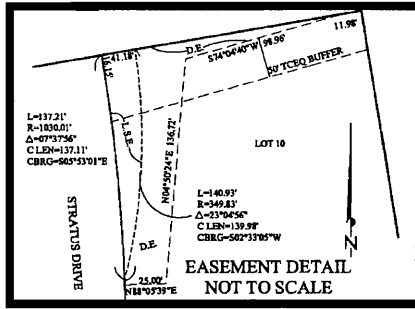 11.98'
D.E.
41.18'
S74°04'40"W 98.96'
16.15'
50' TCEQ BUFFER
L=137.21'
R=1030.01'
△=07°37'56"
C LEN=137.11'
CBRG=S05°53'01"E
L.S.E.
N04°50'24"E 136.72'
LOT 10
STRATUS DRIVE
L=140.93'
R=349.83'
△=23°04'56"
C LEN=139.98'
CBRG=S02°33'05"W
D.E.
N
25.00'
N88°05'39"E
EASEMENT DETAIL
NOT TO SCALE